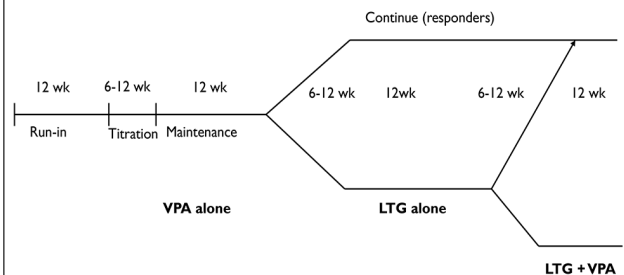 Continue (responders)
12 wk 6-12 wk 12 wk
6-12 wk 12wk 6-12 wk 12 wk
Run-in Titration Maintenance
VPA alone LTG alone
LTG + VPA